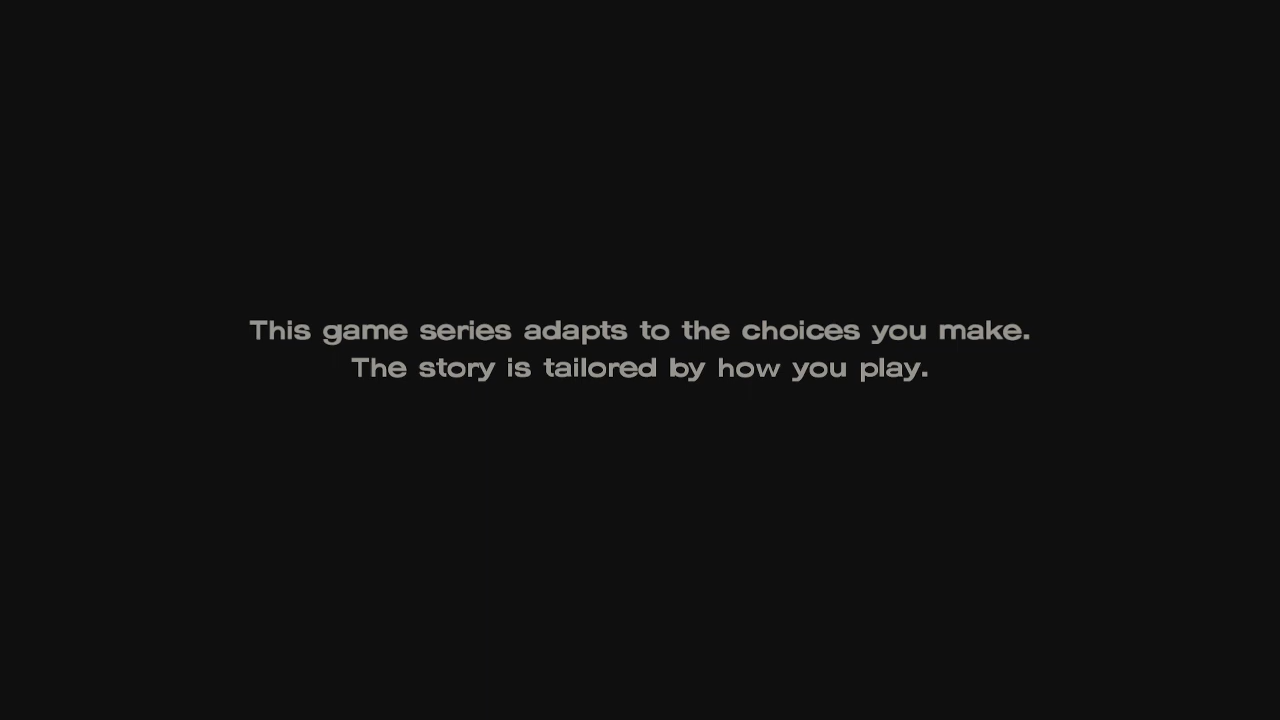 This game series adapts to the choices you make.
The story is tailored by how you play.